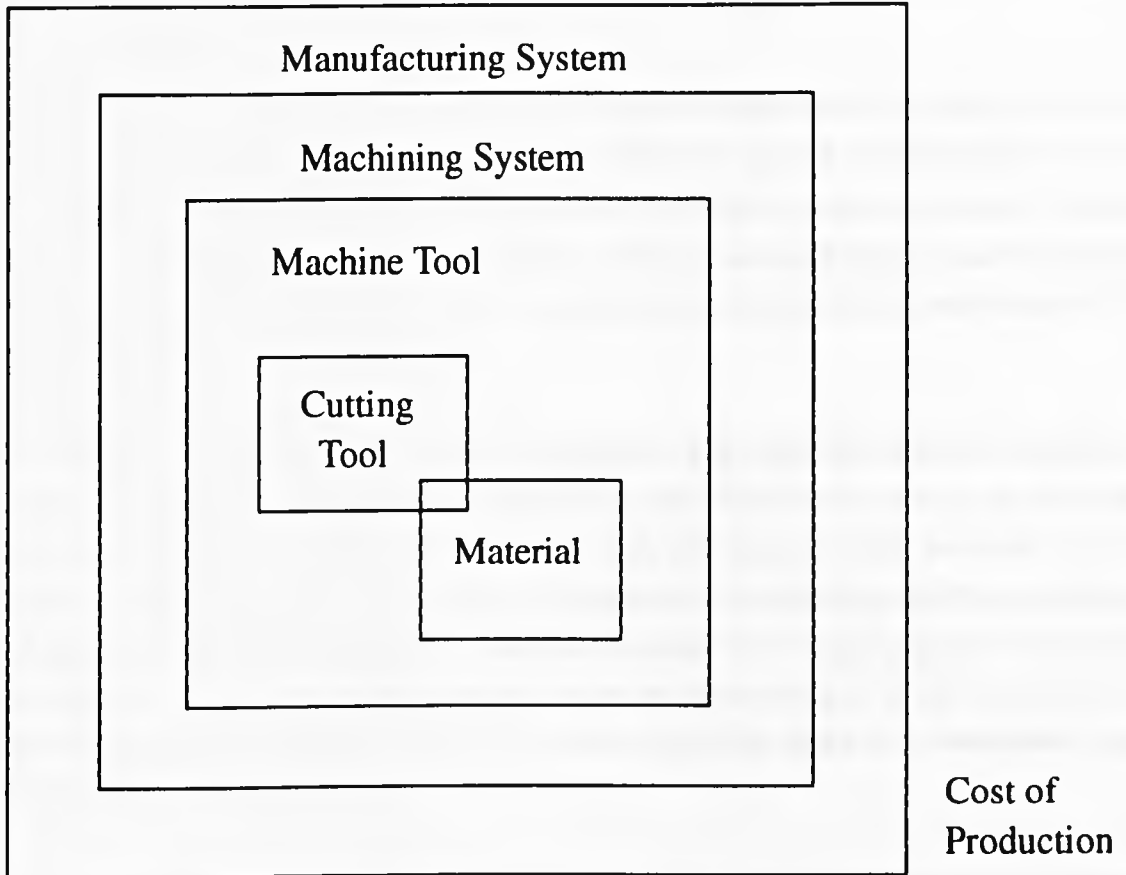 Manufacturing System
Machining System
Machine Tool
Cutting
Tool
Material
Cost of
Production